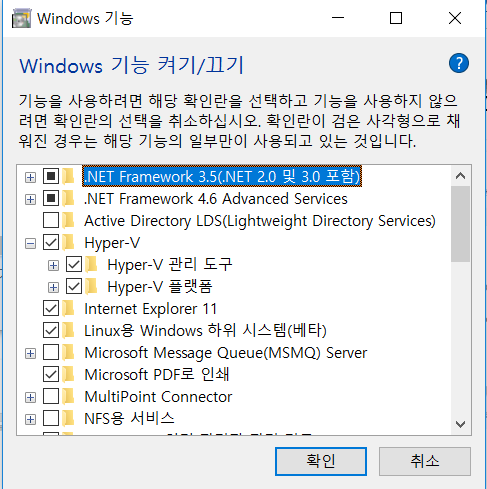 Windows 기능
Windows 기능 켜기/끄기
기능을 사용하려면 해당 확인란을 선택하고 기능을 사용하지 않으
려면 확인란의 선택을 취소하십시오. 확인란이 검은 사각형으로 채
워진 경우는 해당 기능의 일부만이 사용되고 있는 것입니다.
.NET Framework 3.5(.NET 2.0 및 3.0 포함)
.NET Framework 4.6 Advanced Services
Active Directory LDS(Lightweight Directory Services)
Hyper-V
Hyper-V 관리 도구
Hyper-V 플랫폼
Internet Explorer 11
Linux용 Windows 하위 시스템(베타)
Microsoft Message Queue(MSMQ) Server
Microsoft PDF로 인쇄
MultiPoint Connector
NFS용 서비스
확인
취소